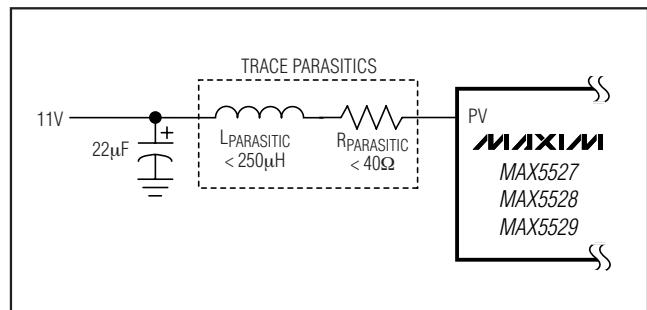 TRACE PARASITICS
11V
+
22µF
LPARASITIC
< 250µH
RPARASITIC
< 40Ω
PV
MAXIM
MAX5527
MAX5528
MAX5529